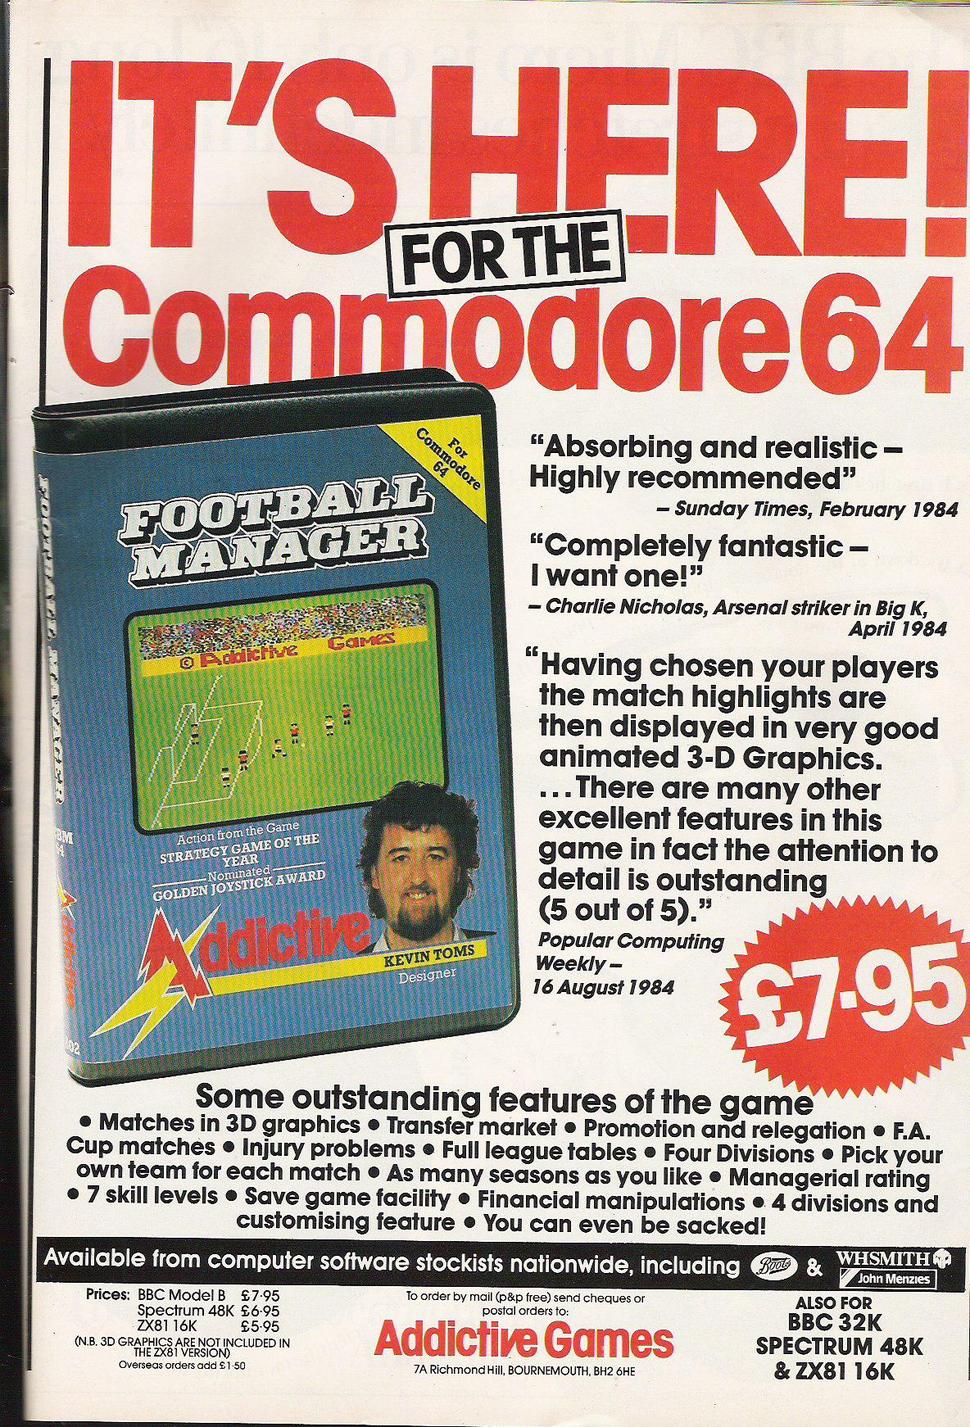 IT'S HERE!
FOR THE
Commodore 64
For
Commodore
64
FOOTBALL
MANAGER
FOOTBALL MANAGER
© Addictive Games
Action from the Game
STRATEGY GAME OF THE
YEAR
Nominated
GOLDEN JOYSTICK AWARD
Addictive
KEVIN TOMS
Designer
“Absorbing and realistic –
Highly recommended”
– Sunday Times, February 1984
“Completely fantastic –
I want one!”
– Charlie Nicholas, Arsenal striker in Big K,
April 1984
“Having chosen your players
the match highlights are
then displayed in very good
animated 3-D Graphics.
...There are many other
excellent features in this
game in fact the attention to
detail is outstanding
(5 out of 5).”
Popular Computing
Weekly –
16 August 1984
£7·95
Some outstanding features of the game
• Matches in 3D graphics • Transfer market • Promotion and relegation • F.A.
Cup matches • Injury problems • Full league tables • Four Divisions • Pick your
own team for each match • As many seasons as you like • Managerial rating
• 7 skill levels • Save game facility • Financial manipulations • 4 divisions and
customising feature • You can even be sacked!
Available from computer software stockists nationwide, including Boots & WHSMITH
John Menzies
Prices: BBC Model B £7·95
Spectrum 48K £6·95
ZX81 16K £5·95
(N.B. 3D GRAPHICS ARE NOT INCLUDED IN
THE ZX81 VERSION)
Overseas orders add £1·50
To order by mail (p&p free) send cheques or
postal orders to:
Addictive Games
7A Richmond Hill, BOURNEMOUTH, BH2 6HE
ALSO FOR
BBC 32K
SPECTRUM 48K
& ZX81 16K